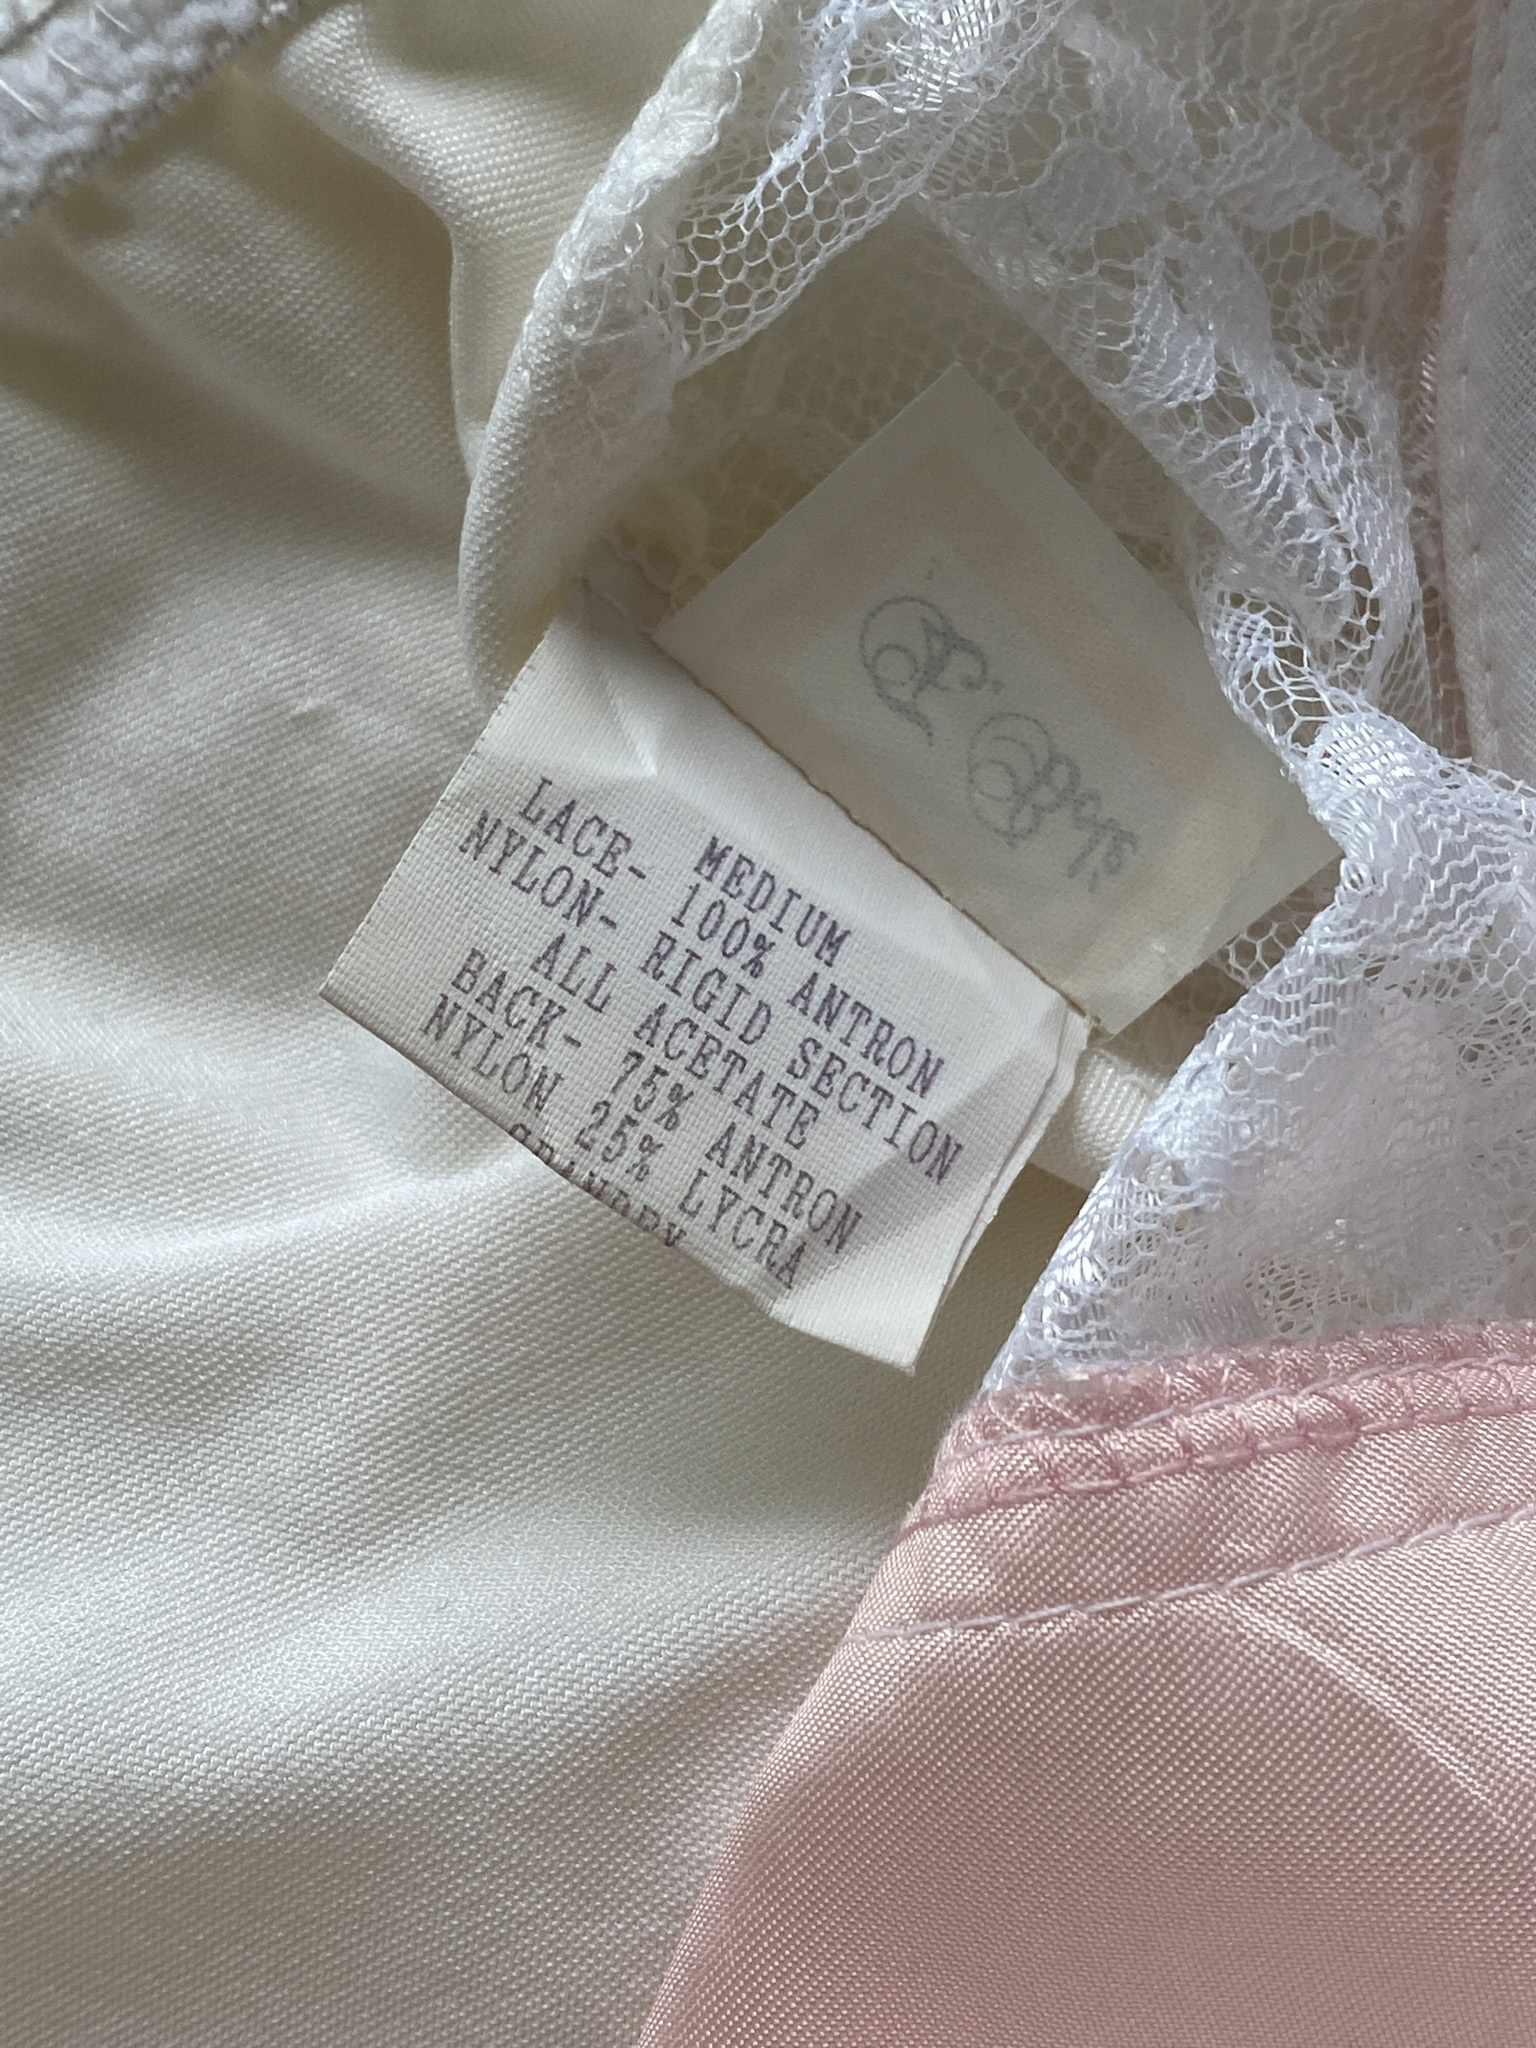 MEDIUM
LACE- 100% ANTRON
NYLON- RIGID SECTION
ALL ACETATE
BACK- 75% ANTRON
NYLON 25% LYCRA